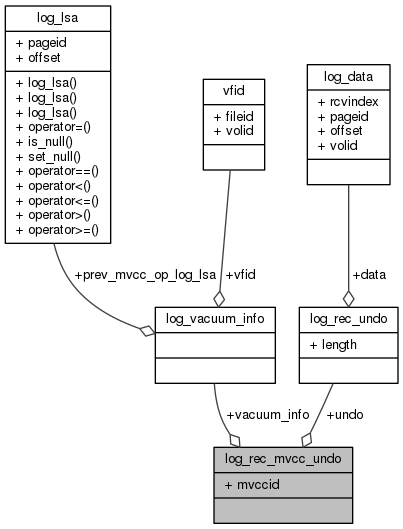 log_lsa
+ pageid
+ offset
+ log_lsa()
+ log_lsa()
+ log_lsa()
+ operator=()
+ is_null()
+ set_null()
+ operator==()
+ operator<()
+ operator<=()
+ operator>()
+ operator>=()
vfid
+ fileid
+ volid
log_data
+ rcvindex
+ pageid
+ offset
+ volid
+prev_mvcc_op_log_lsa
+vfid
+data
log_vacuum_info
log_rec_undo
+ length
+vacuum_info
+undo
log_rec_mvcc_undo
+ mvccid